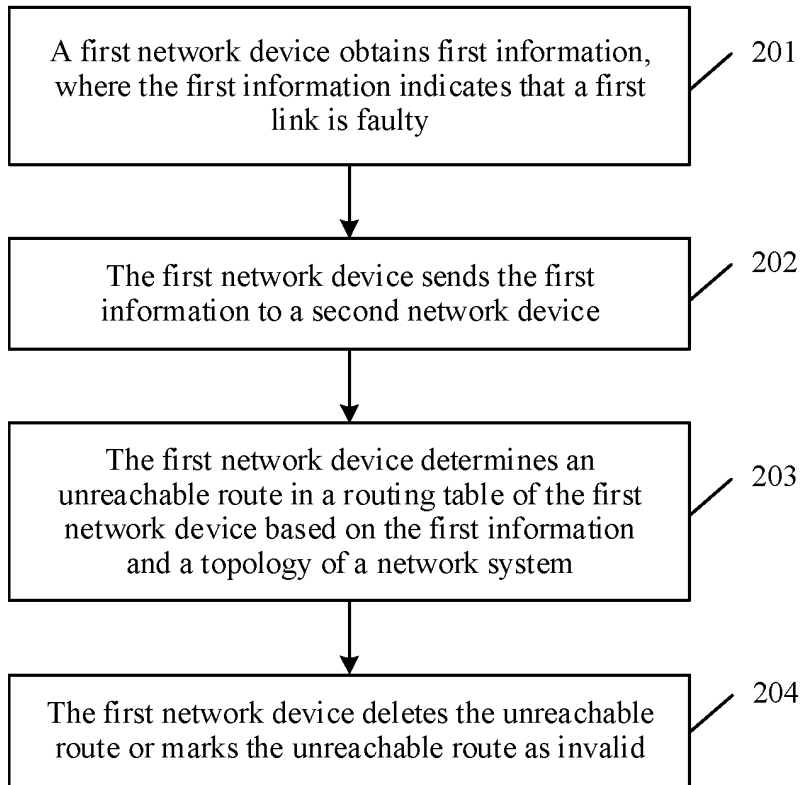 A first network device obtains first information,
where the first information indicates that a first
link is faulty
201
The first network device sends the first
information to a second network device
202
The first network device determines an
unreachable route in a routing table of the first
network device based on the first information
and a topology of a network system
203
The first network device deletes the unreachable
route or marks the unreachable route as invalid
204